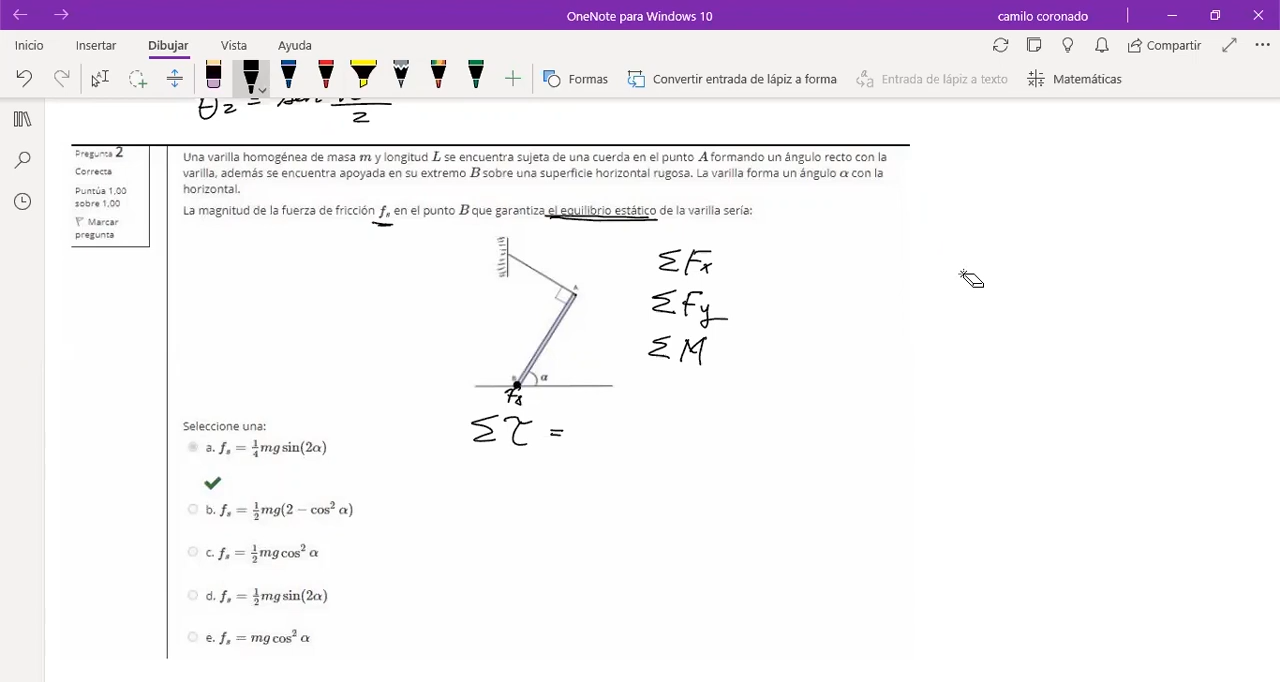 OneNote para Windows 10
camilo coronado
Inicio
Insertar
Dibujar
Vista
Ayuda
Compartir
Formas
Convertir entrada de lápiz a forma
Entrada de lápiz a texto
Matemáticas
θ2 = sen
2
Pregunta 2
Correcta
Puntúa 1,00
sobre 1,00
Marcar
pregunta
Una varilla homogénea de masa m y longitud L se encuentra sujeta de una cuerda en el punto A formando un ángulo recto con la
varilla, además se encuentra apoyada en su extremo B sobre una superficie horizontal rugosa. La varilla forma un ángulo α con la
horizontal.
La magnitud de la fuerza de fricción fs en el punto B que garantiza el equilibrio estático de la varilla sería:
A
B
α
fs
ΣFx
ΣFy
ΣM
Στ =
Seleccione una:
a. fs = 1/4 mg sin(2α)
b. fs = 1/2 mg(2 − cos² α)
c. fs = 1/2 mg cos² α
d. fs = 1/2 mg sin(2α)
e. fs = mg cos² α